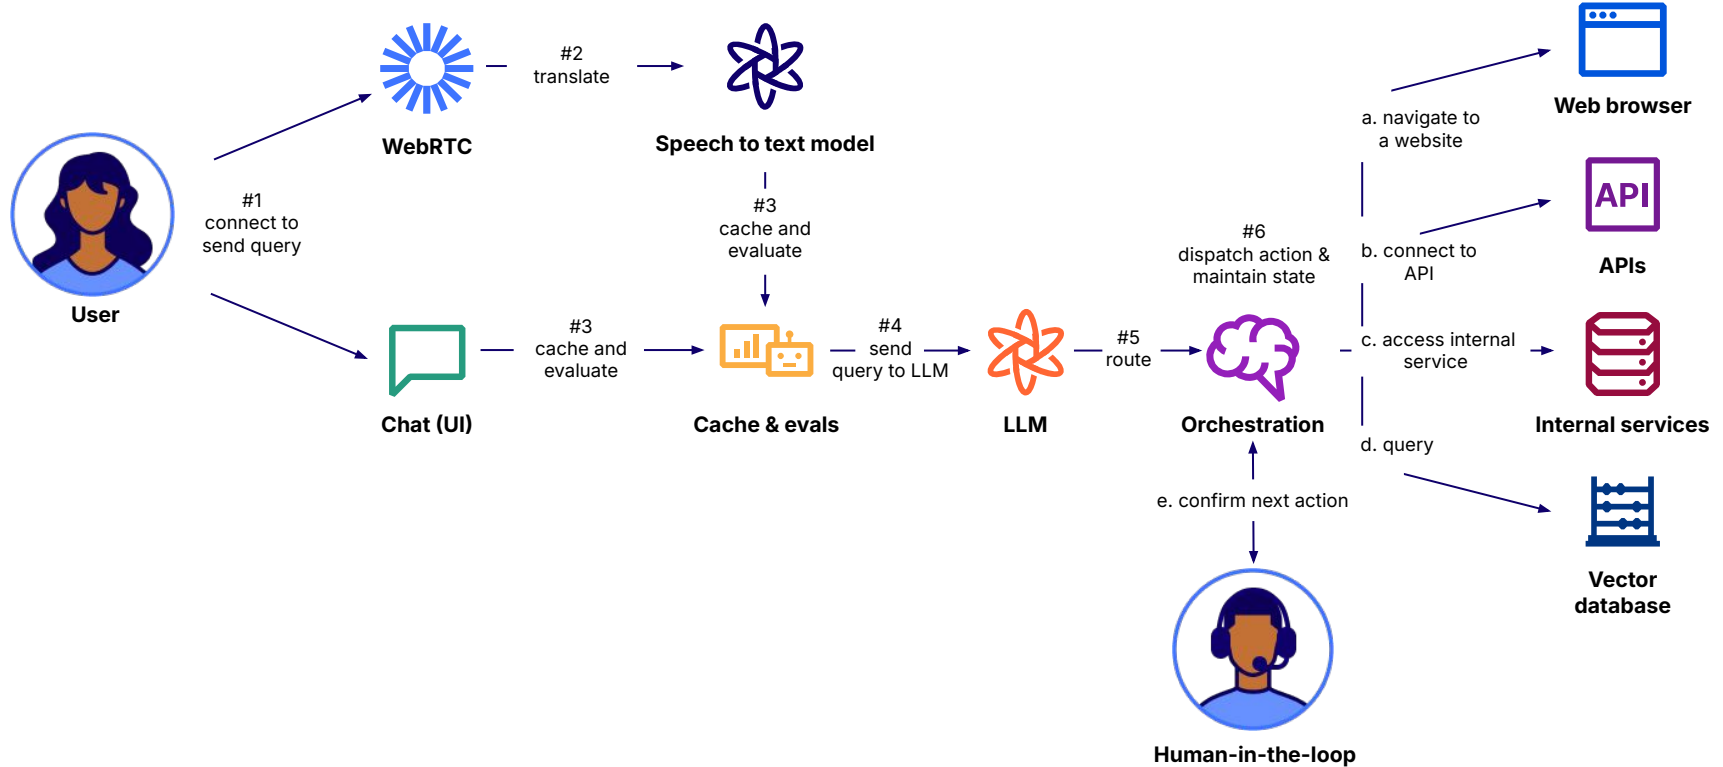 #1
connect to
send query
User
WebRTC
#2
translate
Speech to text model
#3
cache and
evaluate
Chat (UI)
#3
cache and
evaluate
Cache & evals
#4
send
query to LLM
LLM
#5
route
#6
dispatch action &
maintain state
Orchestration
e. confirm next action
Human-in-the-loop
a. navigate to
a website
Web browser
b. connect to
API
API
APIs
c. access internal
service
Internal services
d. query
Vector
database